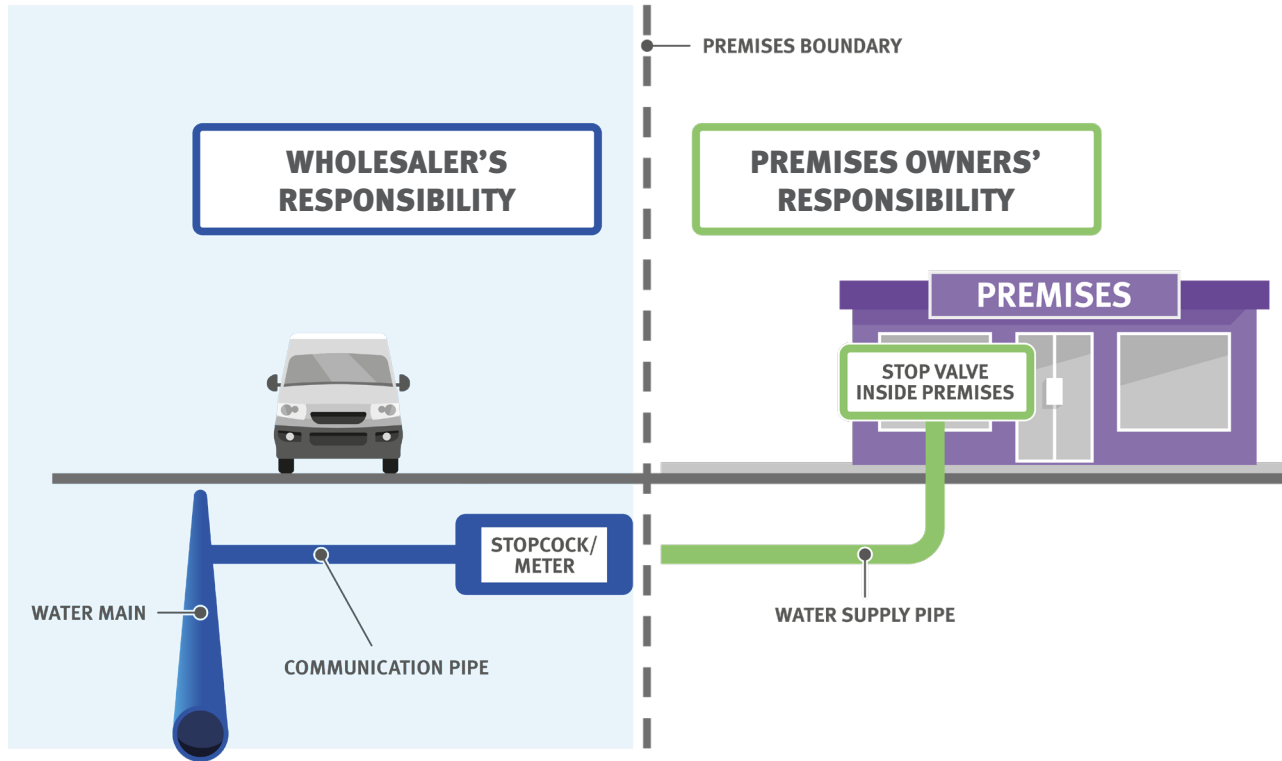 PREMISES BOUNDARY
WHOLESALER’S
RESPONSIBILITY
PREMISES OWNERS’
RESPONSIBILITY
PREMISES
STOP VALVE
INSIDE PREMISES
STOPCOCK/
METER
WATER MAIN
COMMUNICATION PIPE
WATER SUPPLY PIPE